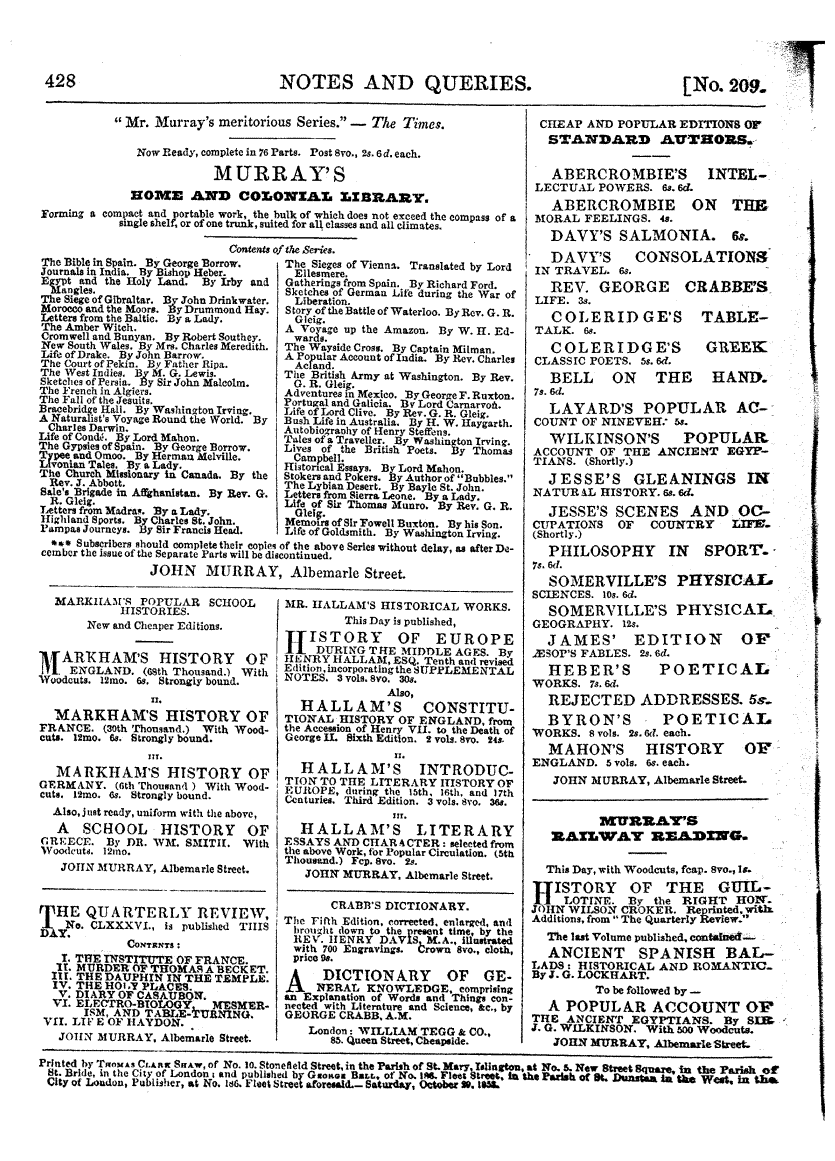 428
NOTES AND QUERIES.
[No. 209.
"Mr. Murray's meritorious Series." — The Times.
Now Ready, complete in 76 Parts. Post 8vo., 2s. 6d. each.
MURRAY'S
HOME AND COLONIAL LIBRARY.
Forming a compact and portable work, the bulk of which does not exceed the compass of a
single shelf, or of one trunk, suited for all classes and all climates.
Contents of the Series.
The Bible in Spain. By George Borrow.
Journals in India. By Bishop Heber.
Egypt and the Holy Land. By Irby and
Mangles.
The Siege of Gibraltar. By John Drinkwater.
Morocco and the Moors. By Drummond Hay.
Letters from the Baltic. By a Lady.
The Amber Witch.
Cromwell and Bunyan. By Robert Southey.
New South Wales. By Mrs. Charles Meredith.
Life of Drake. By John Barrow.
The Court of Pekin. By Father Ripa.
The West Indies. By M. G. Lewis.
Sketches of Persia. By Sir John Malcolm.
The French in Algiers.
The Fall of the Jesuits.
Bracebridge Hall. By Washington Irving.
A Naturalist's Voyage Round the World. By
Charles Darwin.
Life of Condé. By Lord Mahon.
The Gypsies of Spain. By George Borrow.
Typee and Omoo. By Herman Melville.
Livonian Tales. By a Lady.
The Church Missionary in Canada. By the
Rev. J. Abbott.
Sale's Brigade in Affghanistan. By Rev. G.
R. Gleig.
Letters from Madras. By a Lady.
Highland Sports. By Charles St. John.
Pampas Journeys. By Sir Francis Head.
The Sieges of Vienna. Translated by Lord
Ellesmere.
Gatherings from Spain. By Richard Ford.
Sketches of German Life during the War of
Liberation.
Story of the Battle of Waterloo. By Rev. G. R.
Gleig.
A Voyage up the Amazon. By W. H. Ed-
wards.
The Wayside Cross. By Captain Milman.
A Popular Account of India. By Rev. Charles
Acland.
The British Army at Washington. By Rev.
G. R. Gleig.
Adventures in Mexico. By George F. Ruxton.
Portugal and Galicia. By Lord Carnarvon.
Life of Lord Clive. By Rev. G. R. Gleig.
Bush Life in Australia. By H. W. Haygarth.
Autobiography of Henry Steffens.
Tales of a Traveller. By Washington Irving.
Lives of the British Poets. By Thomas
Campbell.
Historical Essays. By Lord Mahon.
Stokers and Pokers. By Author of "Bubbles."
The Lybian Desert. By Bayle St. John.
Letters from Sierra Leone. By a Lady.
Life of Sir Thomas Munro. By Rev. G. R.
Gleig.
Memoirs of Sir Fowell Buxton. By his Son.
Life of Goldsmith. By Washington Irving.
*** Subscribers should complete their copies of the above Series without delay, as after De-
cember the issue of the Separate Parts will be discontinued.
JOHN MURRAY, Albemarle Street.
MARKHAM'S POPULAR SCHOOL
HISTORIES.
New and Cheaper Editions.
MARKHAM'S HISTORY OF
ENGLAND. (68th Thousand.) With
Woodcuts. 12mo. 6s. Strongly bound.
II.
MARKHAM'S HISTORY OF
FRANCE. (30th Thousand.) With Wood-
cuts. 12mo. 6s. Strongly bound.
III.
MARKHAM'S HISTORY OF
GERMANY. (6th Thousand) With Wood-
cuts. 12mo. 6s. Strongly bound.
Also, just ready, uniform with the above,
A SCHOOL HISTORY OF
GREECE. By DR. WM. SMITH. With
Woodcuts. 12mo.
JOHN MURRAY, Albemarle Street.
THE QUARTERLY REVIEW,
No. CLXXXVI., is published THIS
DAY.
CONTENTS:
I. THE INSTITUTE OF FRANCE.
II. MURDER OF THOMAS A BECKET.
III. THE DAUPHIN IN THE TEMPLE.
IV. THE HOLY PLACES.
V. DIARY OF CASAUBON.
VI. ELECTRO-BIOLOGY, MESMER-
ISM, AND TABLE-TURNING.
VII. LIFE OF HAYDON.
JOHN MURRAY, Albemarle Street.
MR. HALLAM'S HISTORICAL WORKS.
This Day is published,
HISTORY OF EUROPE
DURING THE MIDDLE AGES. By
HENRY HALLAM, ESQ. Tenth and revised
Edition, incorporating the SUPPLEMENTAL
NOTES. 3 vols. 8vo. 30s.
Also,
HALLAM'S CONSTITU-
TIONAL HISTORY OF ENGLAND, from
the Accession of Henry VII. to the Death of
George II. Sixth Edition. 2 vols. 8vo. 24s.
II.
HALLAM'S INTRODUC-
TION TO THE LITERARY HISTORY OF
EUROPE, during the 15th, 16th, and 17th
Centuries. Third Edition. 3 vols. 8vo. 36s.
III.
HALLAM'S LITERARY
ESSAYS AND CHARACTER: selected from
the above Work, for Popular Circulation. (5th
Thousand.) Fcp. 8vo. 2s.
JOHN MURRAY, Albemarle Street.
CRABB'S DICTIONARY.
The Fifth Edition, corrected, enlarged, and
brought down to the present time, by the
REV. HENRY DAVIS, M.A., illustrated
with 700 Engravings. Crown 8vo., cloth,
price 9s.
A DICTIONARY OF GE-
NERAL KNOWLEDGE, comprising
an Explanation of Words and Things con-
nected with Literature and Science, &c., by
GEORGE CRABB, A.M.
London: WILLIAM TEGG & CO.,
85. Queen Street, Cheapside.
CHEAP AND POPULAR EDITIONS OF
STANDARD AUTHORS.
ABERCROMBIE'S INTEL-
LECTUAL POWERS. 6s. 6d.
ABERCROMBIE ON THE
MORAL FEELINGS. 4s.
DAVY'S SALMONIA. 6s.
DAVY'S CONSOLATIONS
IN TRAVEL. 6s.
REV. GEORGE CRABBE'S
LIFE. 3s.
COLERIDGE'S TABLE-
TALK. 6s.
COLERIDGE'S GREEK
CLASSIC POETS. 5s. 6d.
BELL ON THE HAND.
7s. 6d.
LAYARD'S POPULAR AC-
COUNT OF NINEVEH. 5s.
WILKINSON'S POPULAR
ACCOUNT OF THE ANCIENT EGYP-
TIANS. (Shortly.)
JESSE'S GLEANINGS IN
NATURAL HISTORY. 6s. 6d.
JESSE'S SCENES AND OC-
CUPATIONS OF COUNTRY LIFE.
(Shortly.)
PHILOSOPHY IN SPORT.
7s. 6d.
SOMERVILLE'S PHYSICAL
SCIENCES. 10s. 6d.
SOMERVILLE'S PHYSICAL
GEOGRAPHY. 12s.
JAMES' EDITION OF
ÆSOP'S FABLES. 2s. 6d.
HEBER'S POETICAL
WORKS. 7s. 6d.
REJECTED ADDRESSES. 5s.
BYRON'S POETICAL
WORKS. 8 vols. 2s. 6d. each.
MAHON'S HISTORY OF
ENGLAND. 5 vols. 6s. each.
JOHN MURRAY, Albemarle Street.
MURRAY'S
RAILWAY READING.
This Day, with Woodcuts, fcap. 8vo., 1s.
HISTORY OF THE GUIL-
LOTINE. By the RIGHT HON.
JOHN WILSON CROKER. Reprinted, with
Additions, from "The Quarterly Review."
The last Volume published, contained—
ANCIENT SPANISH BAL-
LADS: HISTORICAL AND ROMANTIC.
By J. G. LOCKHART.
To be followed by —
A POPULAR ACCOUNT OF
THE ANCIENT EGYPTIANS. By SIR
J. G. WILKINSON. With 500 Woodcuts.
JOHN MURRAY, Albemarle Street.
Printed by THOMAS CLARK SHAW, of No. 10. Stonefield Street, in the Parish of St. Mary, Islington, at No. 5. New Street Square, in the Parish of
St. Bride, in the City of London; and published by GEORGE BELL, of No. 186. Fleet Street, in the Parish of St. Dunstan in the West, in the
City of London, Publisher, at No. 186. Fleet Street aforesaid.— Saturday, October 29. 1853.